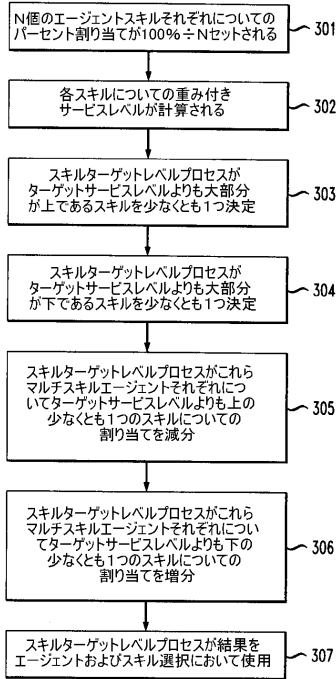 N個のエージェントスキルそれぞれについての
パーセント割り当てが100%÷Nセットされる
301
各スキルについての重み付き
サービスレベルが計算される
302
スキルターゲットレベルプロセスが
ターゲットサービスレベルよりも大部分
が上であるスキルを少なくとも1つ決定
303
スキルターゲットレベルプロセスが
ターゲットサービスレベルよりも大部分
が下であるスキルを少なくとも1つ決定
304
スキルターゲットレベルプロセスがこれら
マルチスキルエージェントそれぞれにつ
いてターゲットサービスレベルよりも上の
少なくとも1つのスキルについての
割り当てを減分
305
スキルターゲットレベルプロセスがこれら
マルチスキルエージェントそれぞれについ
てターゲットサービスレベルよりも下の
少なくとも1つのスキルについての
割り当てを増分
306
スキルターゲットレベルプロセスが結果を
エージェントおよびスキル選択において使用
307